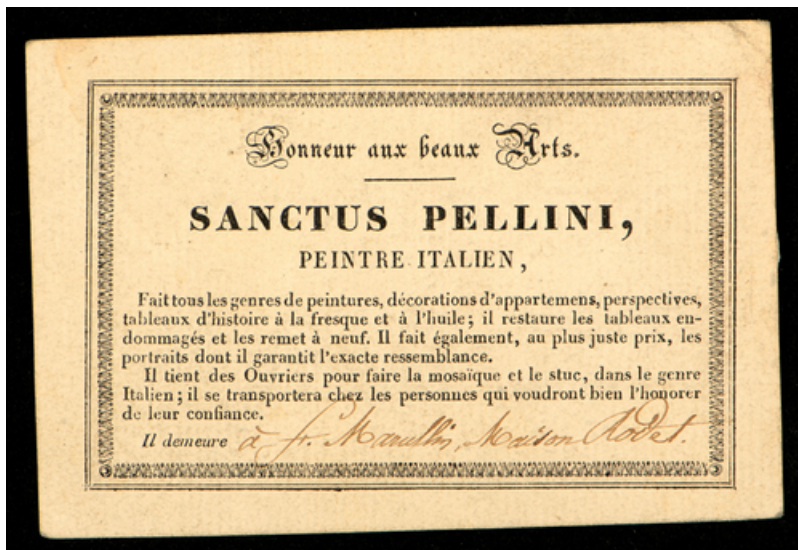 Honneur aux beaux Arts.
SANCTUS PELLINI,
PEINTRE ITALIEN,
Fait tous les genres de peintures, décorations d'appartemens, perspectives,
tableaux d'histoire à la fresque et à l'huile; il restaure les tableaux en-
dommagés et les remet à neuf. Il fait également, au plus juste prix, les
portraits dout il garantit l'exacte ressemblance.
Il tient des Ouvriers pour faire la mosaïque et le stuc, dans le genre
Italien; il se transportera chez les personnes qui voudront bien l'honorer
de leur confiance.
Il demeure à Maison Rodet.